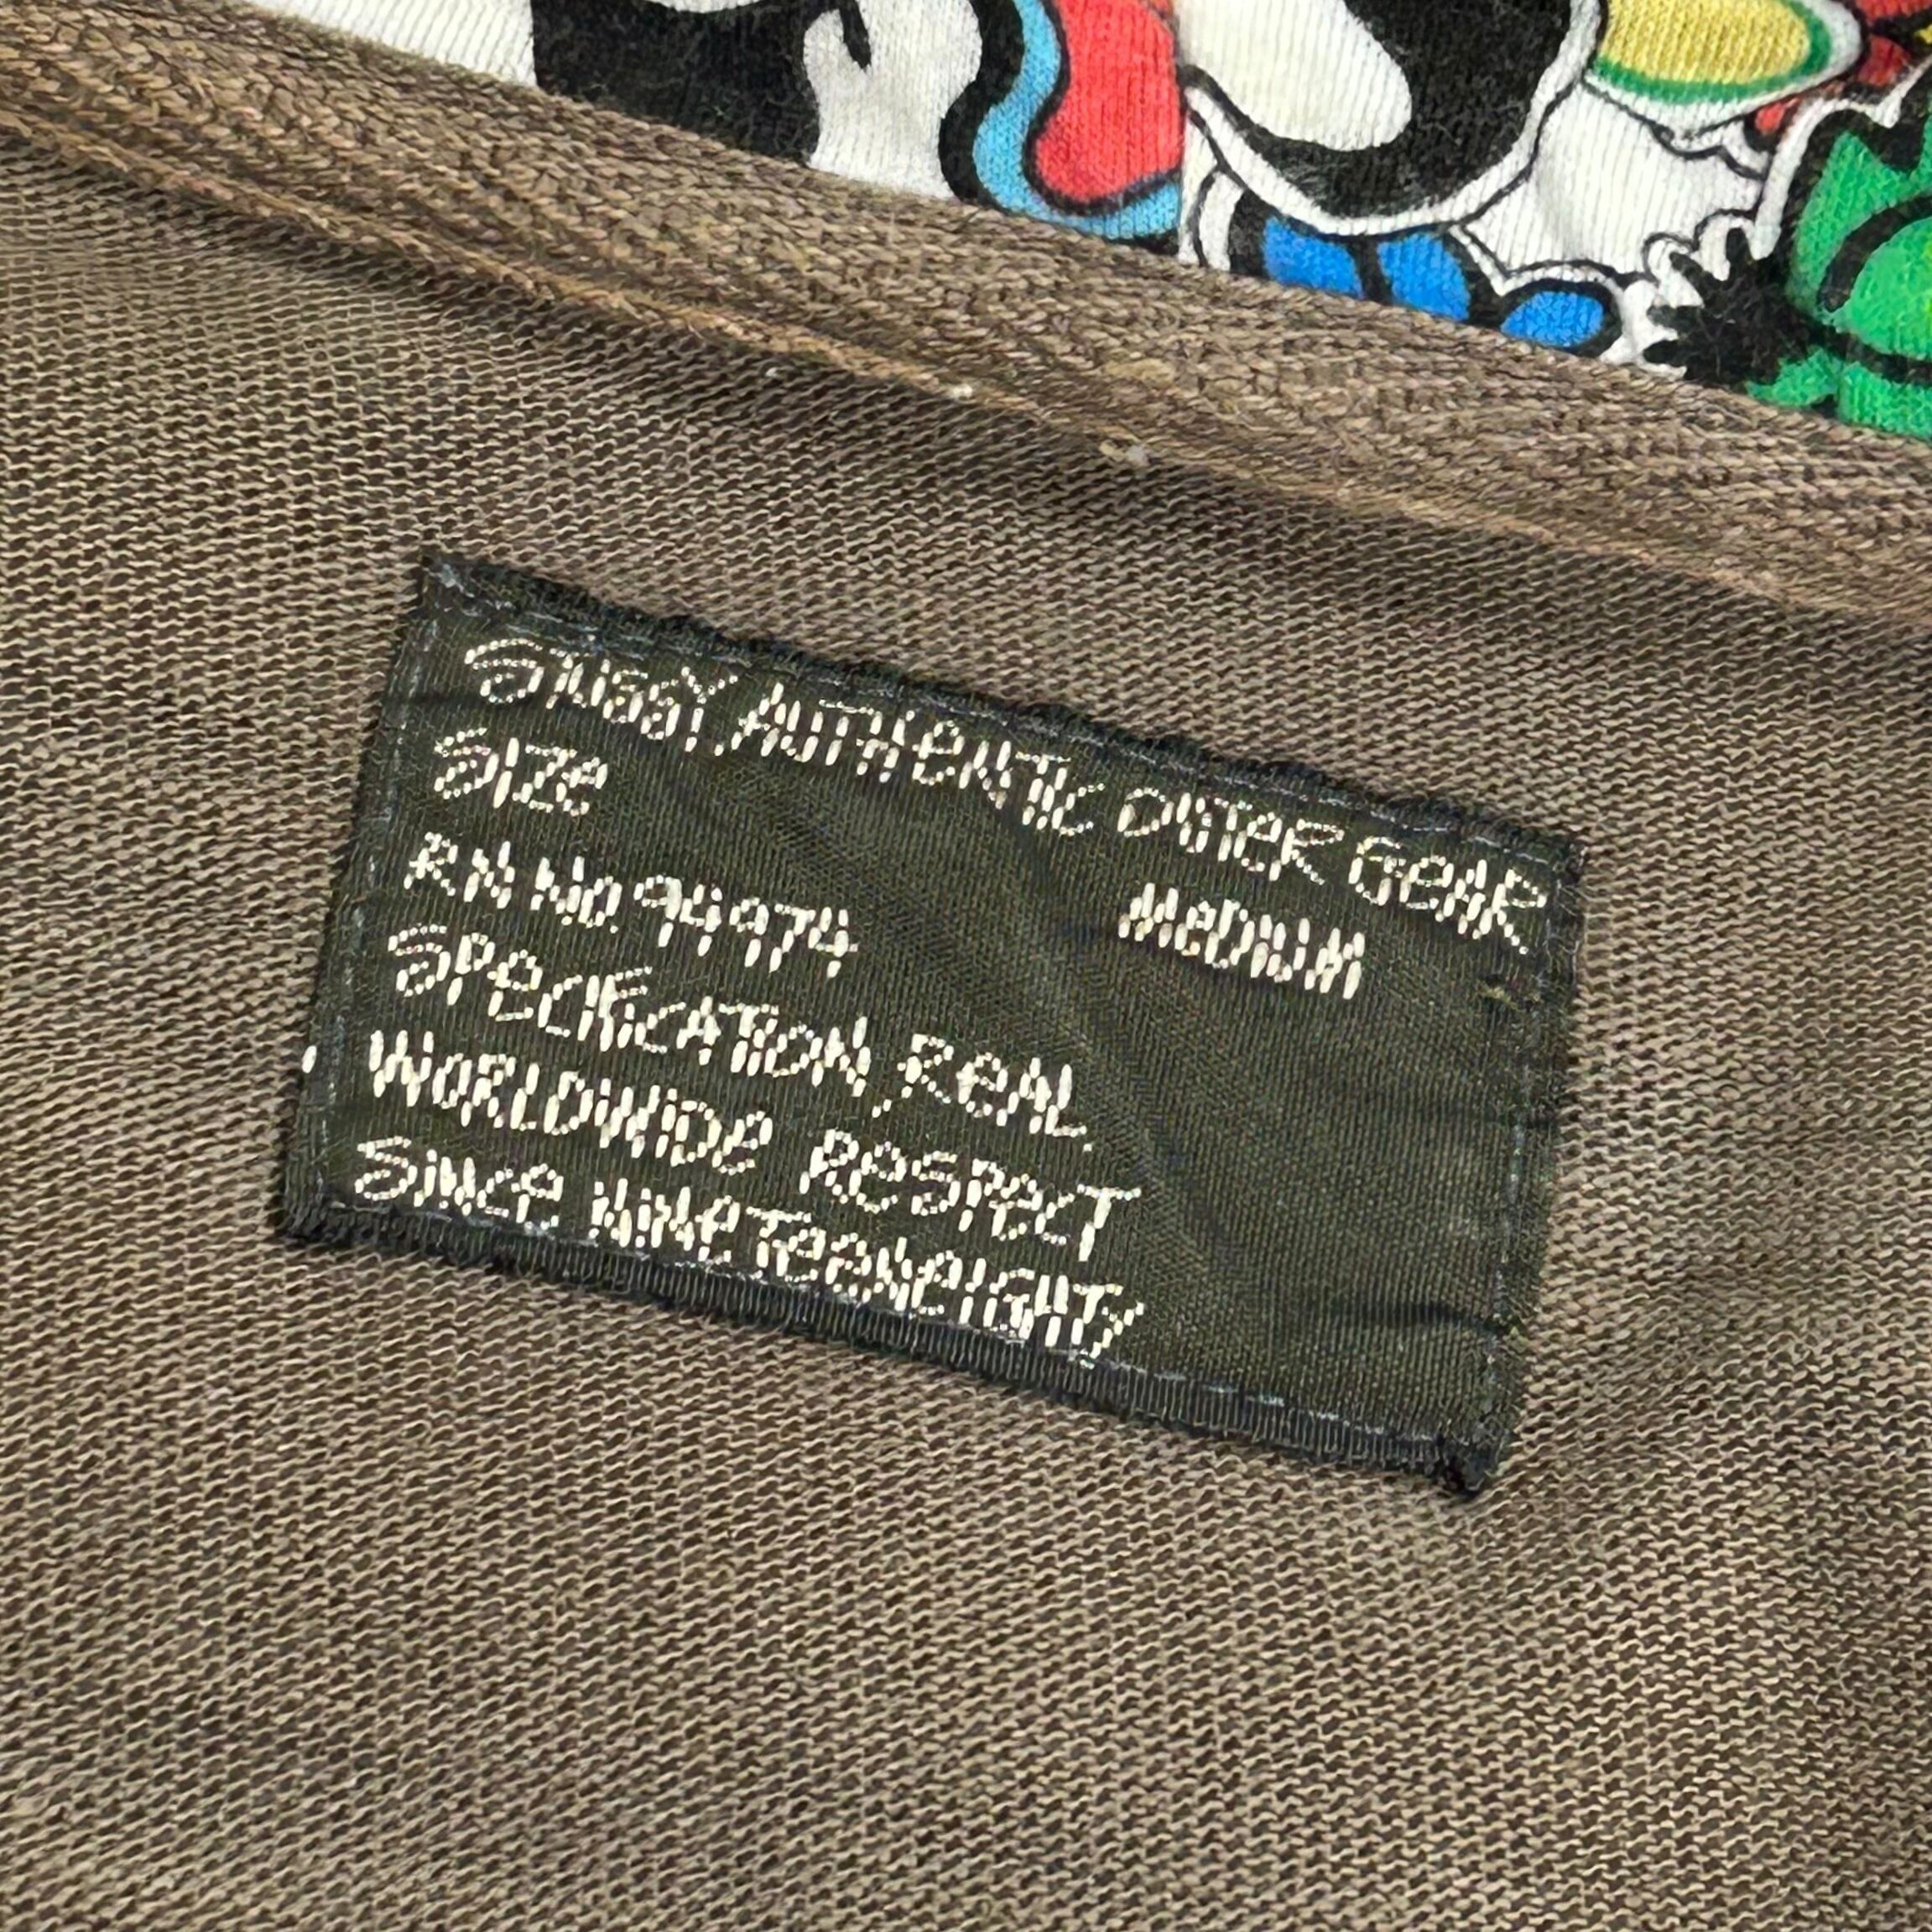 STUSSY. AUTHENTIC OUTER GEAR
SIZE MEDIUM
RN NO. 94974
SPECIFICATION, REAL.
WORLDWIDE RESPECT
SINCE NINETEENEIGHTY